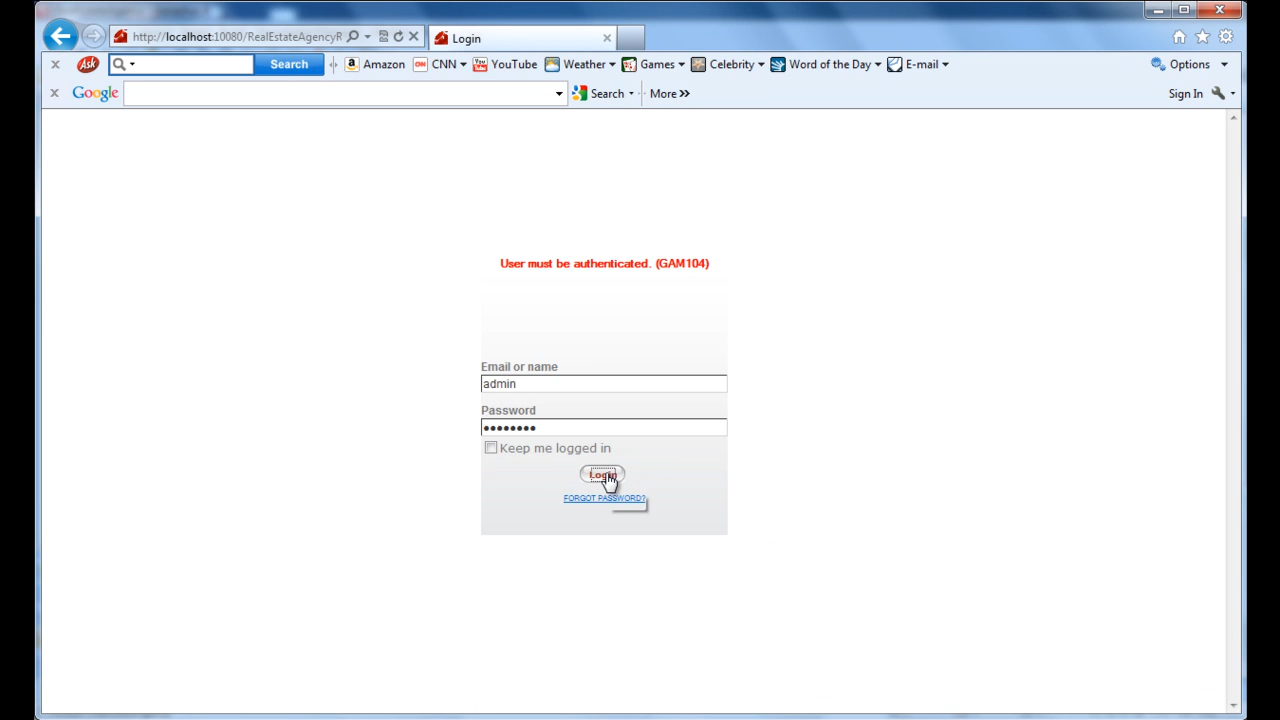 http://localhost:10080/RealEstateAgencyR
Login
Ask
Search
Amazon
CNN
YouTube
Weather
Games
Celebrity
Word of the Day
E-mail
Options
Google
Search
More
Sign In
User must be authenticated. (GAM104)
Email or name
admin
Password
Keep me logged in
Login
FORGOT PASSWORD?